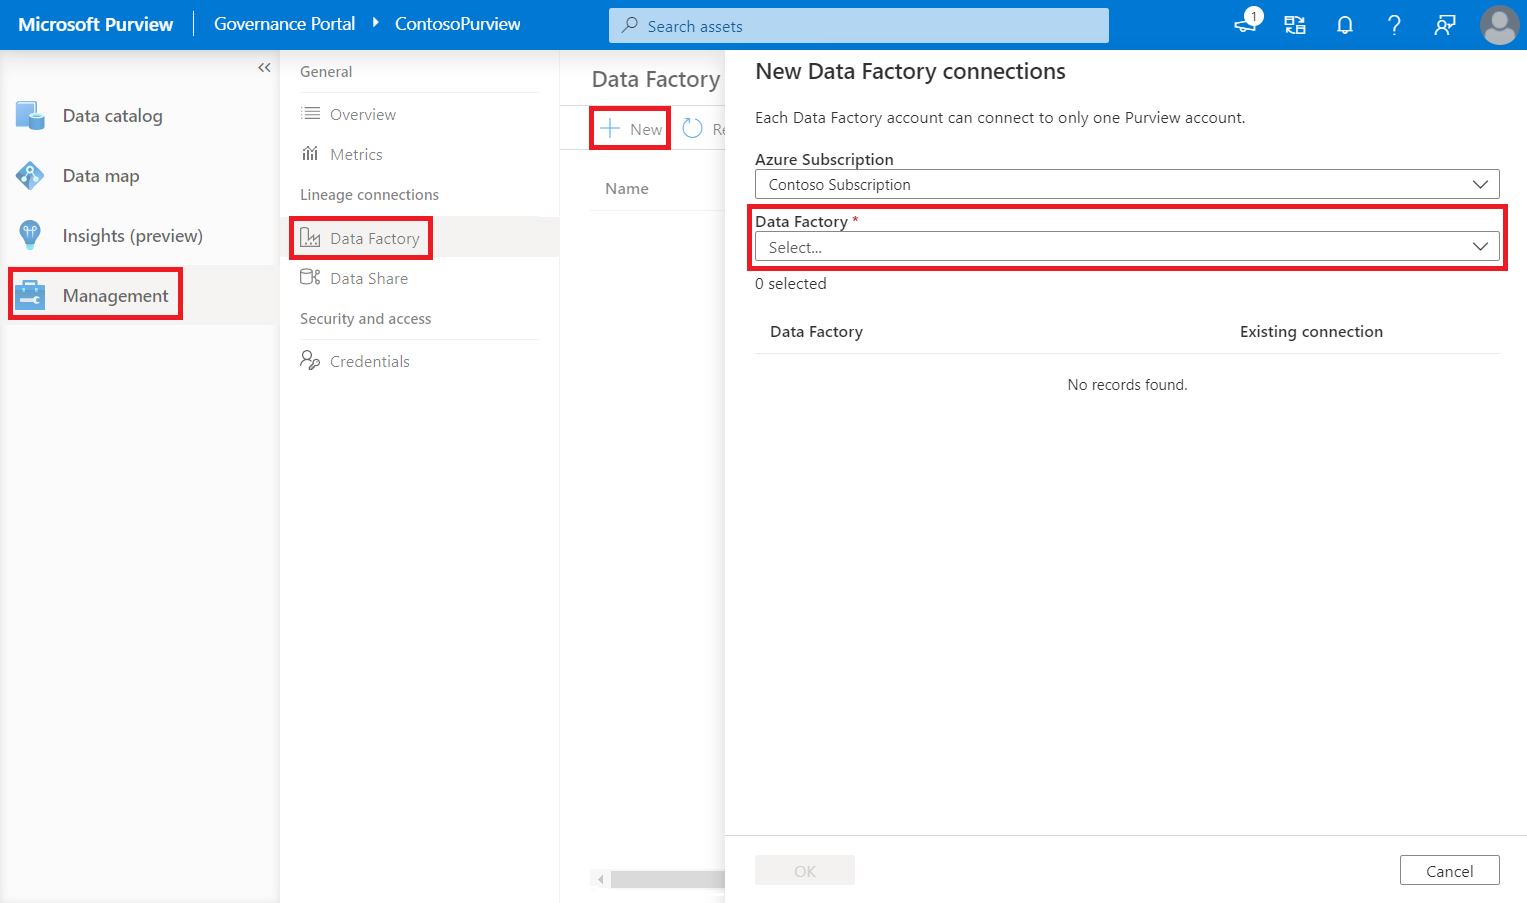 Microsoft Purview
Governance Portal
ContosoPurview
Search assets
1
Data catalog
Data map
Insights (preview)
Management
General
Overview
Metrics
Lineage connections
Data Factory
Data Share
Security and access
Credentials
Data Factory
New
Re
Name
New Data Factory connections
Each Data Factory account can connect to only one Purview account.
Azure Subscription
Contoso Subscription
Data Factory *
Select...
0 selected
Data Factory Existing connection
No records found.
OK
Cancel